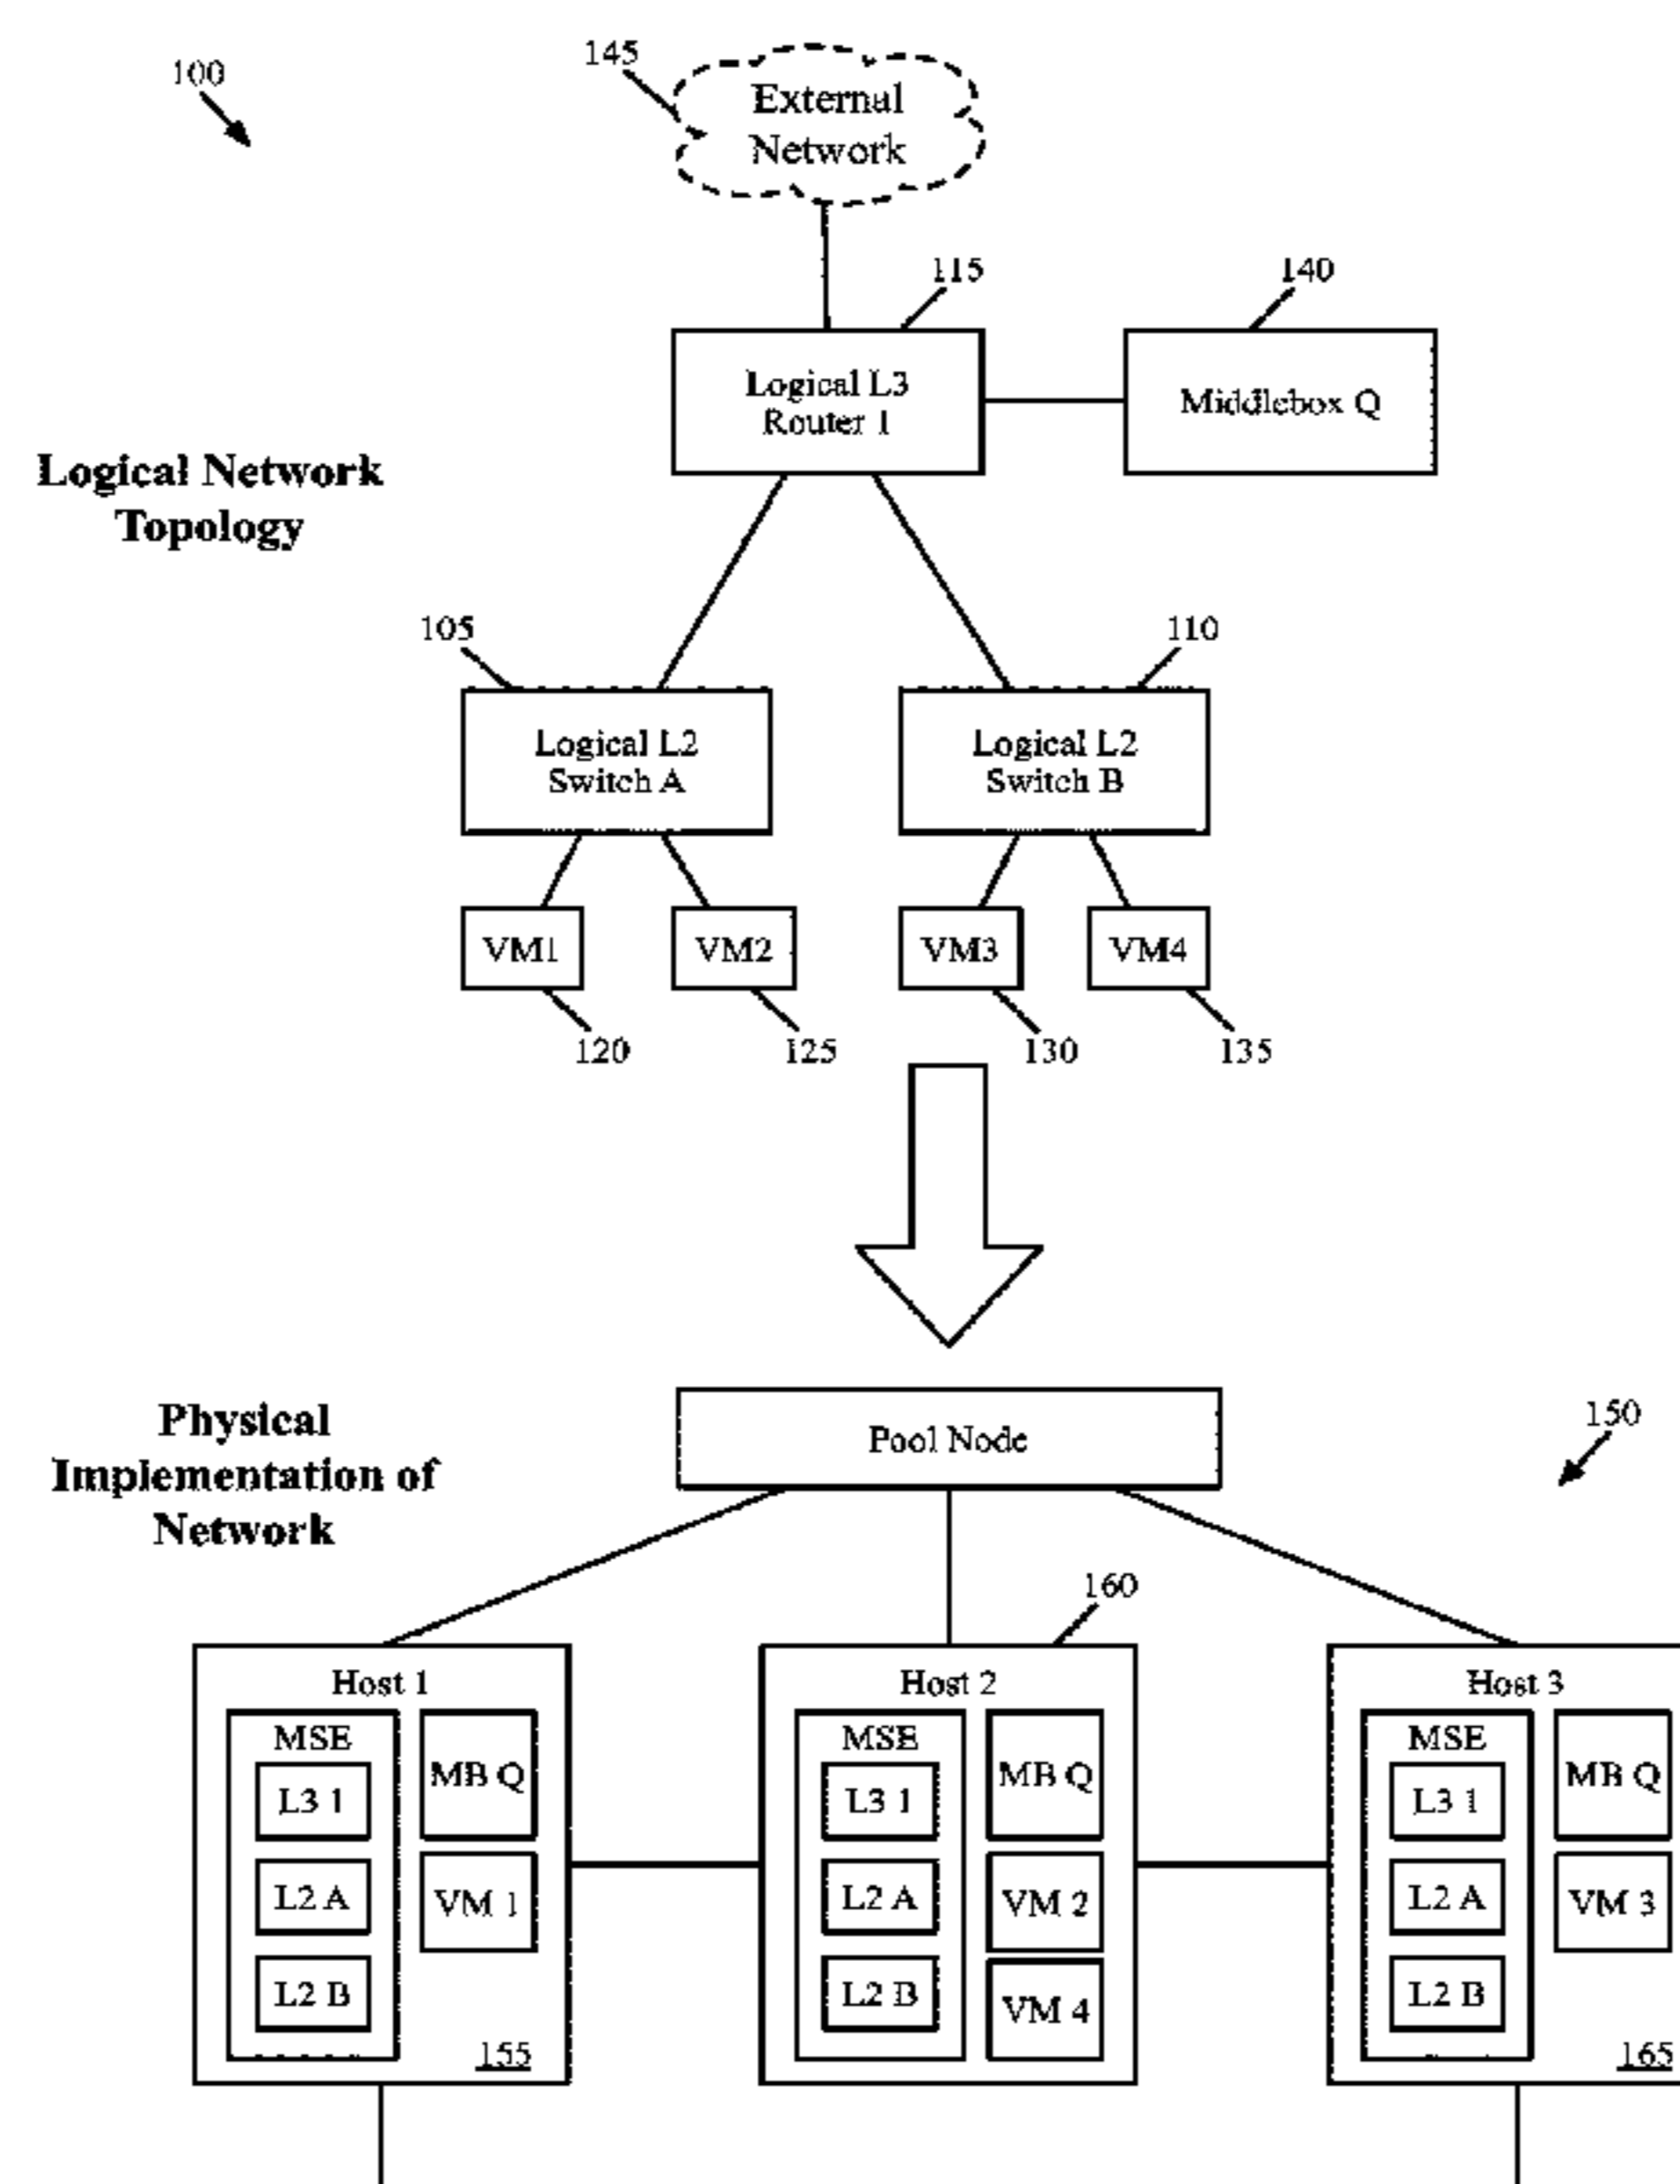 100
145
External
Network
115
140
Logical L3
Router 1
Middlebox Q
Logical Network
Topology
105
110
Logical L2
Switch A
Logical L2
Switch B
VM1
VM2
VM3
VM4
120
125
130
135
Physical
Implementation of
Network
Pool Node
150
160
Host 1
MSE
L3 1
L2 A
L2 B
MB Q
VM 1
155
Host 2
MSE
L3 1
L2 A
L2 B
MB Q
VM 2
VM 4
Host 3
MSE
L3 1
L2 A
L2 B
MB Q
VM 3
165